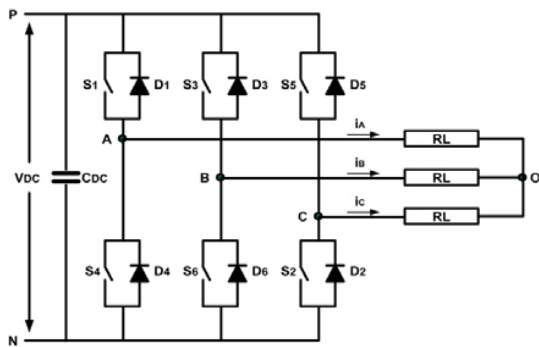 P
S1 D1 S3 D3 S5 D5
A iA RL
VDC CDC B iB RL O
C iC RL
S4 D4 S6 D6 S2 D2
N